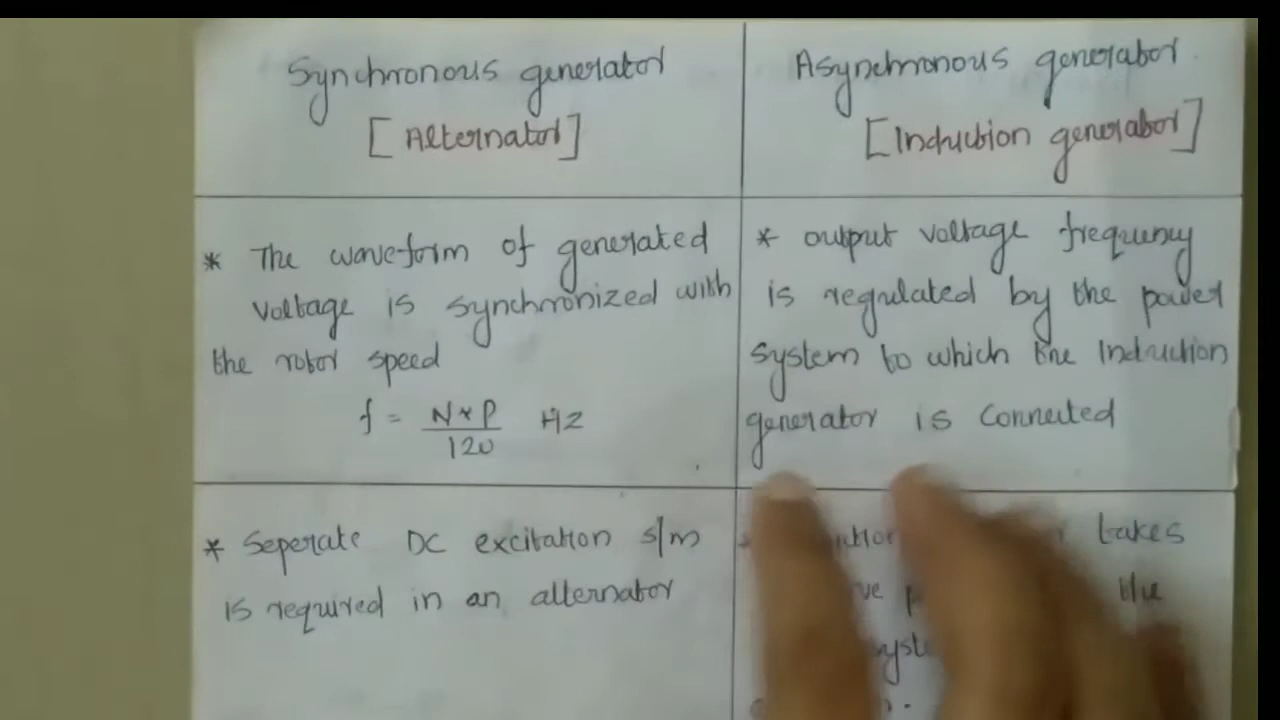 Synchronous generator
[Alternator]
Asynchronous generator
[Induction generator]
* The waveform of generated
voltage is synchronized with
the rotor speed
f = N×P / 120 HZ
* output voltage frequency
is regulated by the power
system to which the Induction
generator is Connected
* Seperate DC excitation s/m
is required in an alternator
takes
the